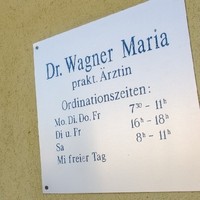 Dr. Wagner Maria
prakt. Ärztin
Ordinationszeiten:
Mo. Di. Do. Fr 7³⁰ - 11ʰ
Di u. Fr 16ʰ - 18ʰ
Sa 8ʰ - 11ʰ
Mi freier Tag